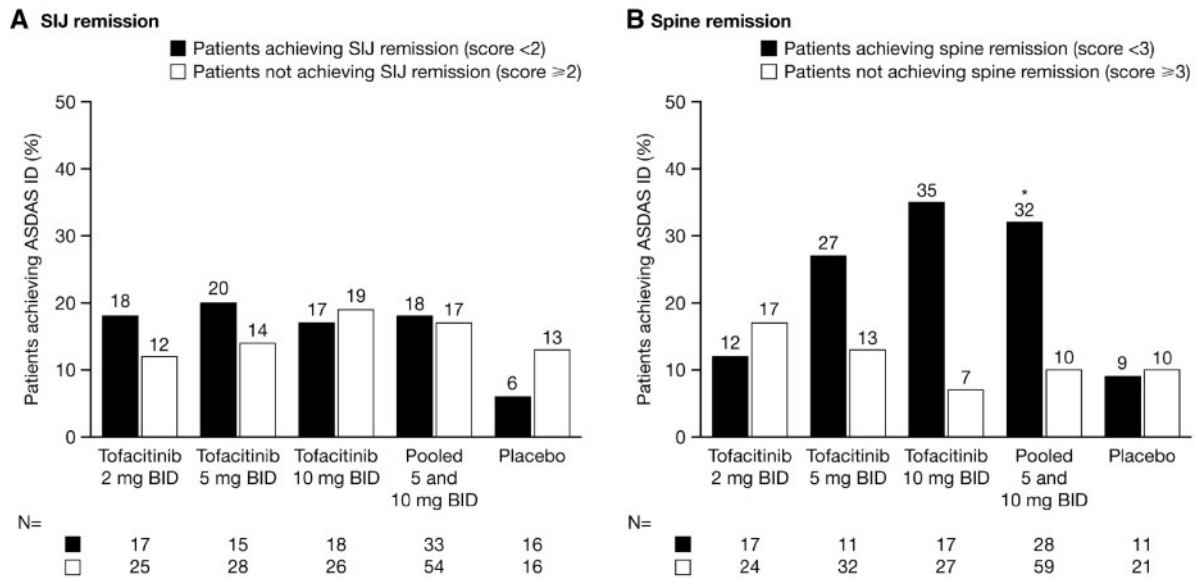 A SIJ remission
Patients achieving SIJ remission (score <2)
Patients not achieving SIJ remission (score ⩾2)
Patients achieving ASDAS ID (%)
50
40
30
20
10
0
18
12
20
14
17
19
18
17
6
13
Tofacitinib
2 mg BID
Tofacitinib
5 mg BID
Tofacitinib
10 mg BID
Pooled
5 and
10 mg BID
Placebo
N=
17 15 18 33 16
25 28 26 54 16
B Spine remission
Patients achieving spine remission (score <3)
Patients not achieving spine remission (score ⩾3)
Patients achieving ASDAS ID (%)
50
40
30
20
10
0
12
17
27
13
35
7
*
32
10
9
10
Tofacitinib
2 mg BID
Tofacitinib
5 mg BID
Tofacitinib
10 mg BID
Pooled
5 and
10 mg BID
Placebo
N=
17 11 17 28 11
24 32 27 59 21